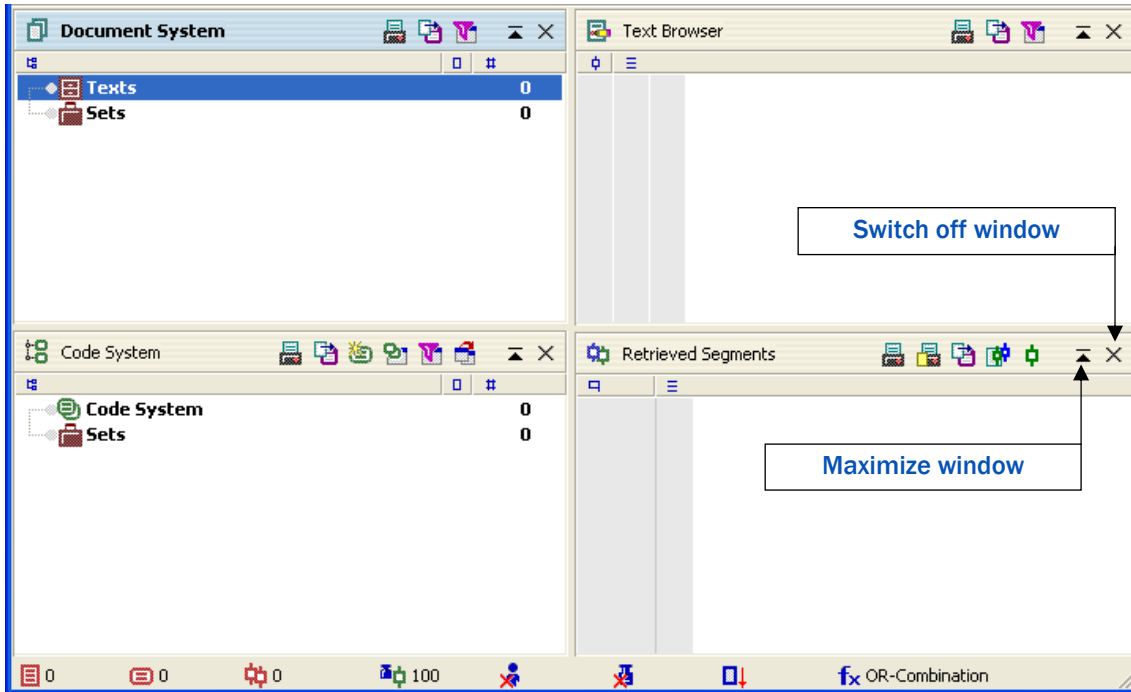 Document System
Texts 0
Sets 0
Text Browser
Switch off window
Code System
Code System 0
Sets 0
Retrieved Segments
Maximize window
0 0 0 100 fx OR-Combination